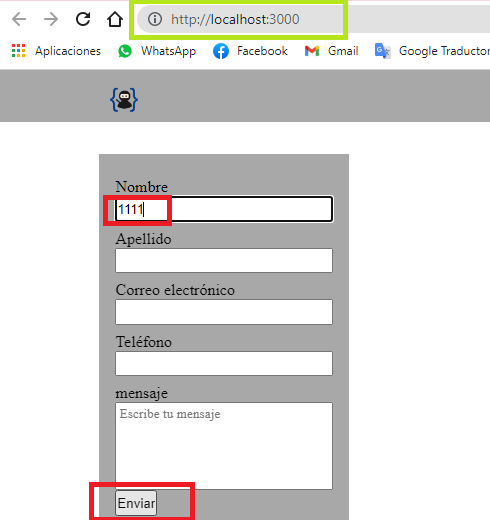 http://localhost:3000
Aplicaciones WhatsApp Facebook Gmail Google Traductor
Nombre
1111
Apellido
Correo electrónico
Teléfono
mensaje
Escribe tu mensaje
Enviar